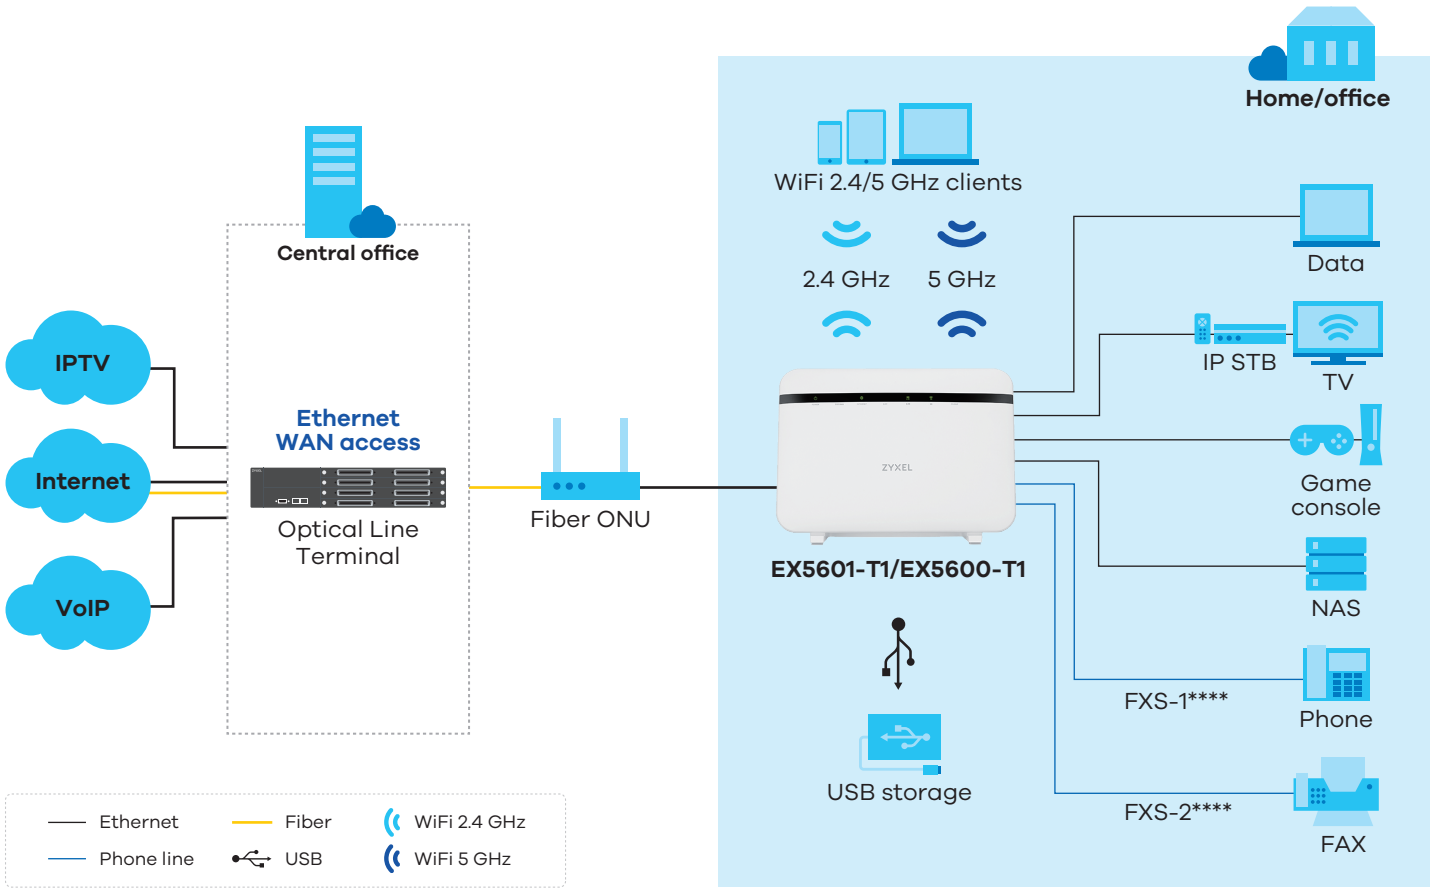 Home/office
WiFi 2.4/5 GHz clients
2.4 GHz
5 GHz
Data
IP STB
TV
Game
console
NAS
FXS-1****
Phone
FXS-2****
FAX
Central office
IPTV
Internet
VoIP
Ethernet
WAN access
ZYXEL
Optical Line
Terminal
Fiber ONU
ZYXEL
EX5601-T1/EX5600-T1
USB storage
Ethernet
Fiber
WiFi 2.4 GHz
Phone line
USB
WiFi 5 GHz